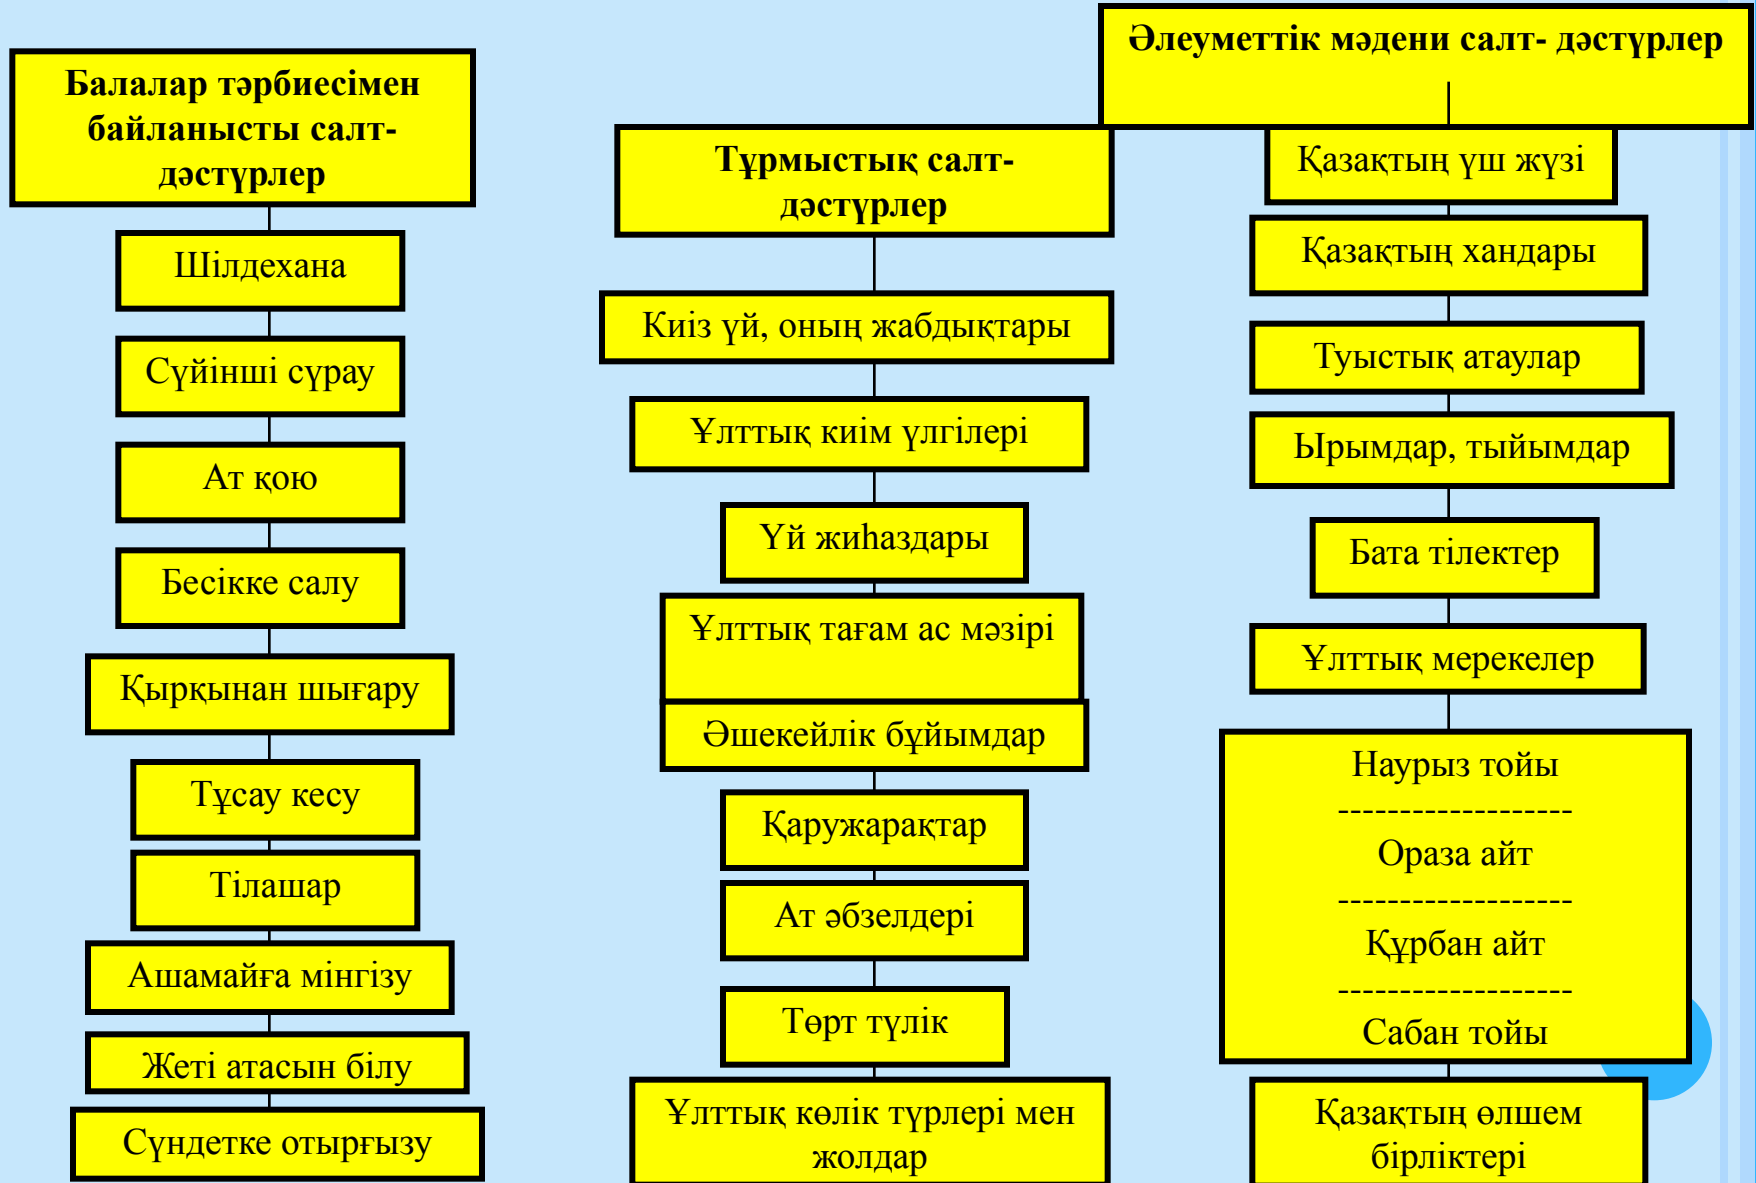 Балалар тәрбиесімен
байланысты салт-
дәстүрлер
Шілдехана
Сүйінші сүрау
Ат қою
Бесікке салу
Қырқынан шығару
Тұсау кесу
Тілашар
Ашамайға мінгізу
Жеті атасын білу
Сүндетке отырғызу
Тұрмыстық салт-
дәстүрлер
Киіз үй, оның жабдықтары
Ұлттық киім үлгілері
Үй жиһаздары
Ұлттық тағам ас мәзірі
Әшекейлік бұйымдар
Қаружарақтар
Ат әбзелдері
Төрт түлік
Ұлттық көлік түрлері мен
жолдар
Әлеуметтік мәдени салт- дәстүрлер
Қазақтың үш жүзі
Қазақтың хандары
Туыстық атаулар
Ырымдар, тыйымдар
Бата тілектер
Ұлттық мерекелер
Наурыз тойы
-------------------
Ораза айт
-------------------
Құрбан айт
-------------------
Сабан тойы
Қазақтың өлшем
бірліктері